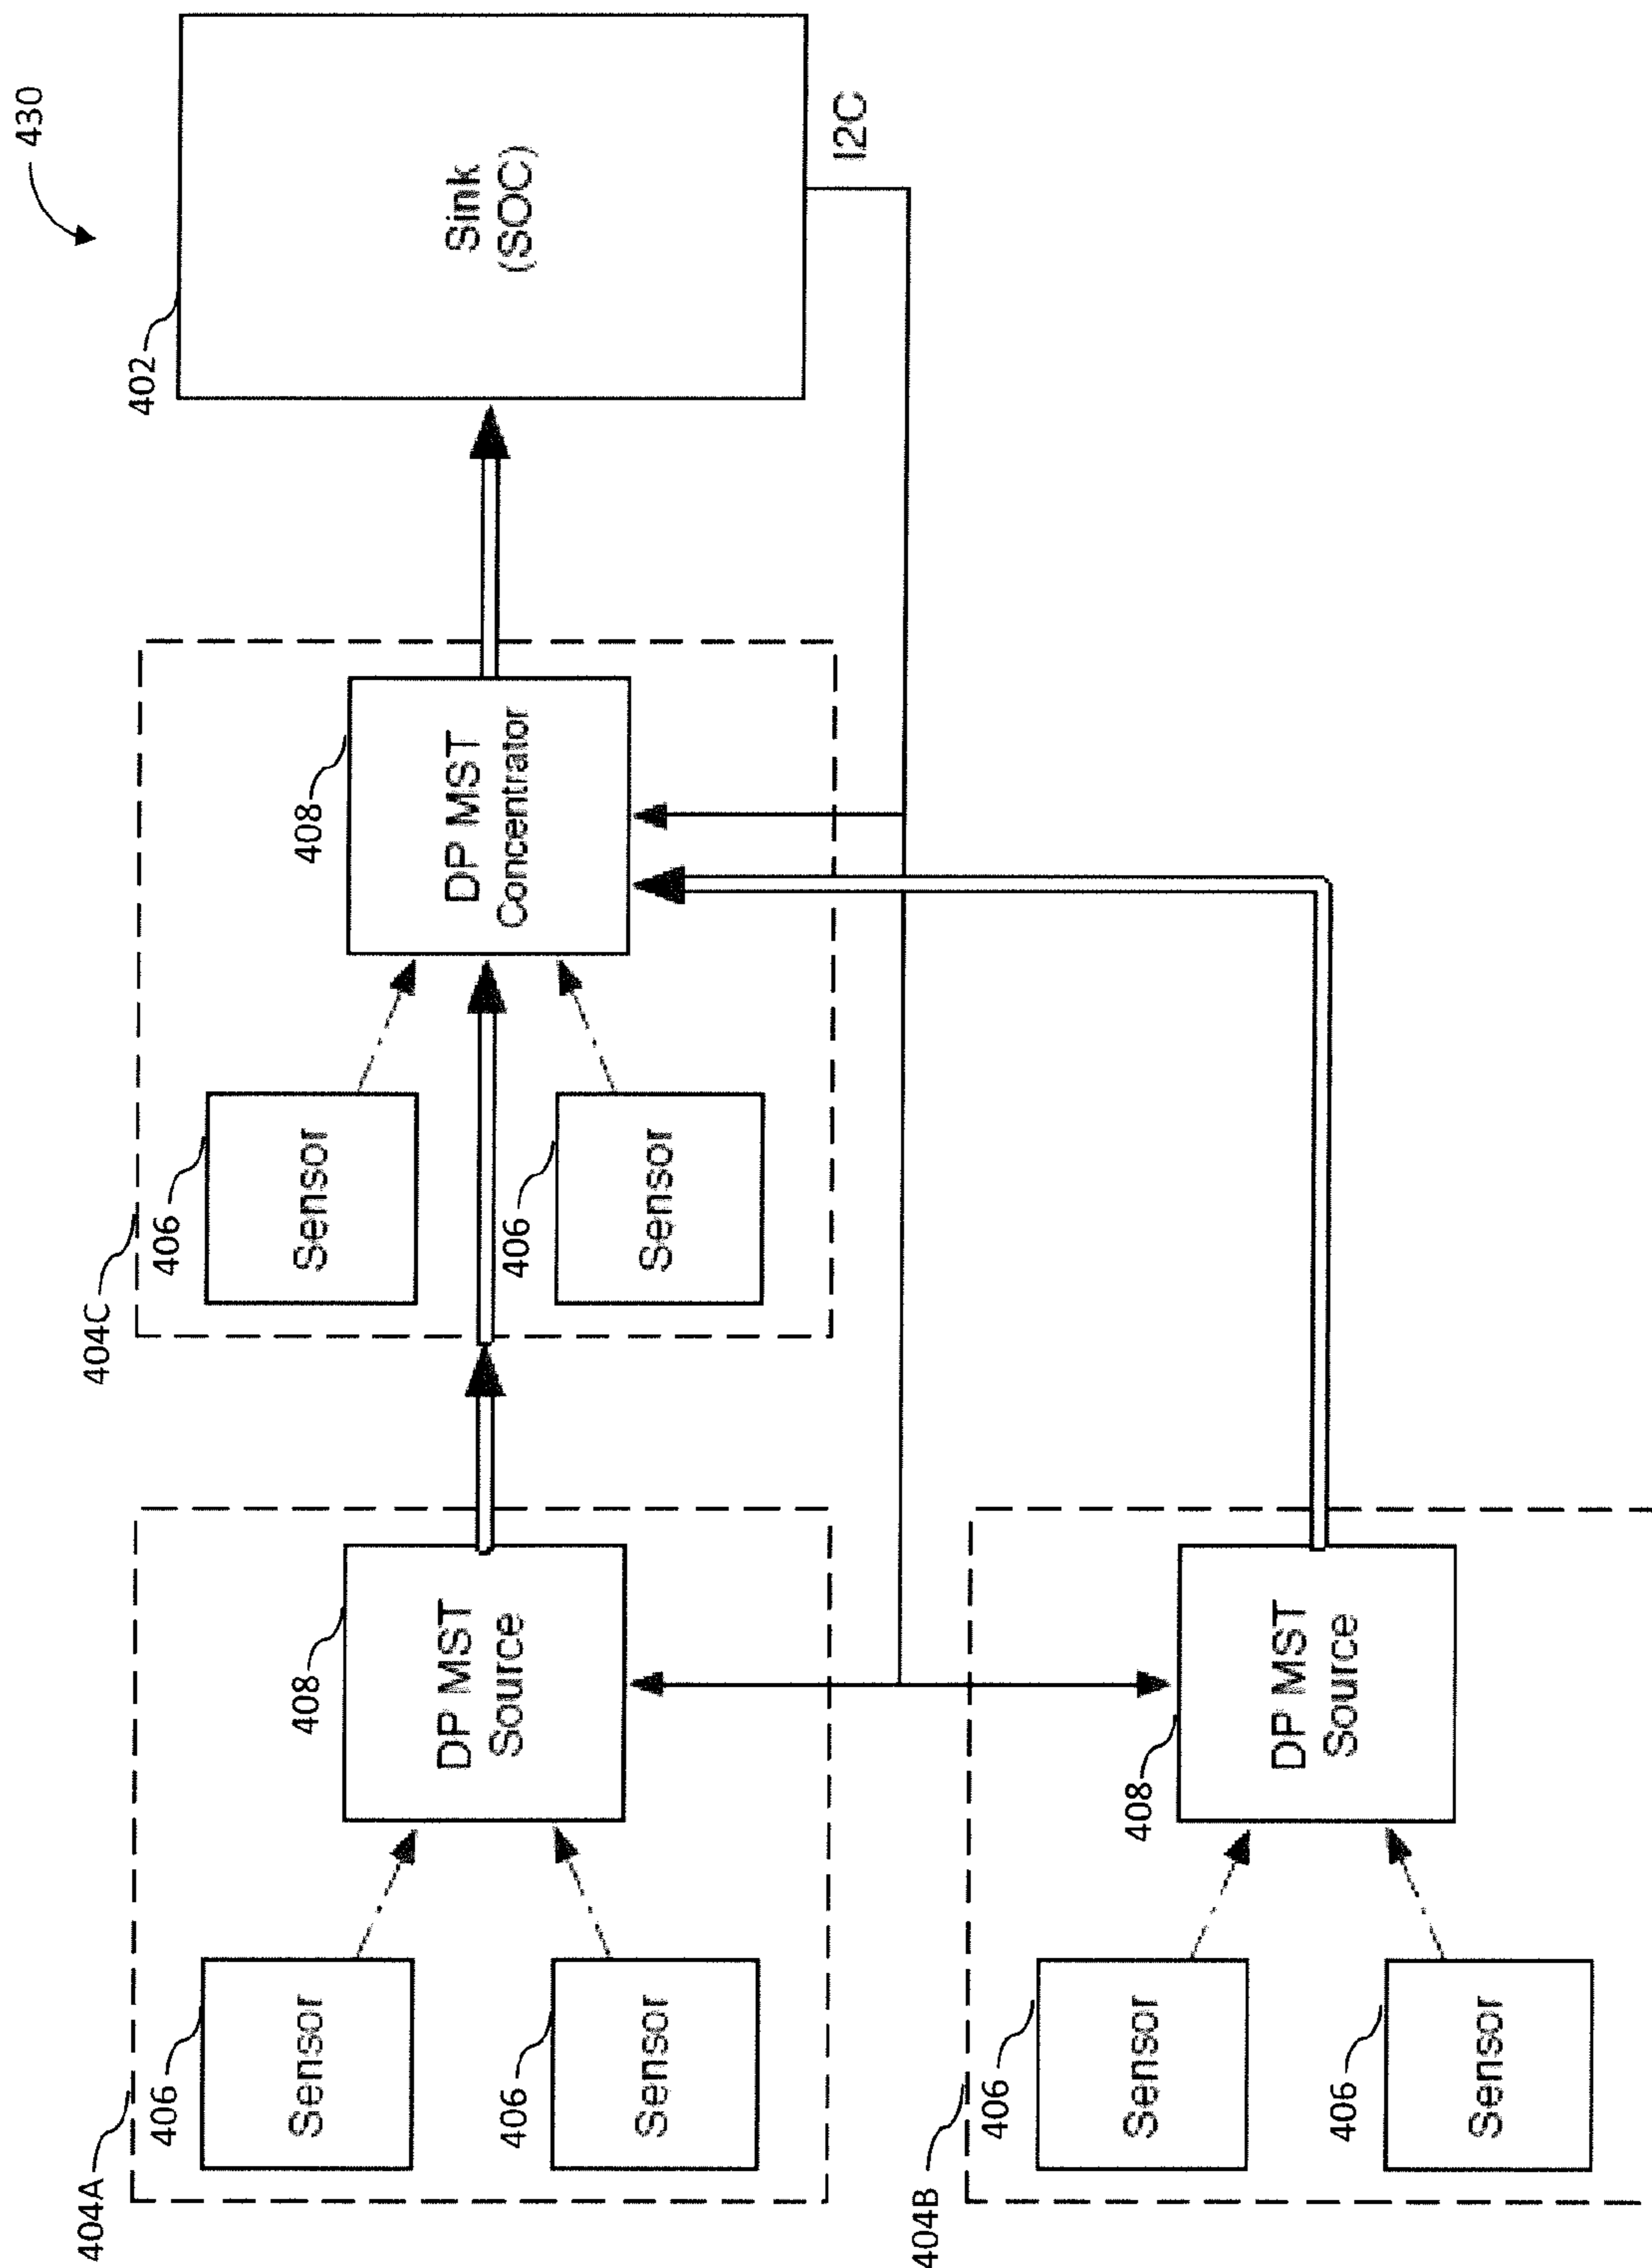 430
402
Sink
(SOC)
I2C
404C
408
DP MST
Concentrator
406
Sensor
406
Sensor
404A
408
DP MST
Source
406
Sensor
406
Sensor
404B
408
DP MST
Source
406
Sensor
406
Sensor